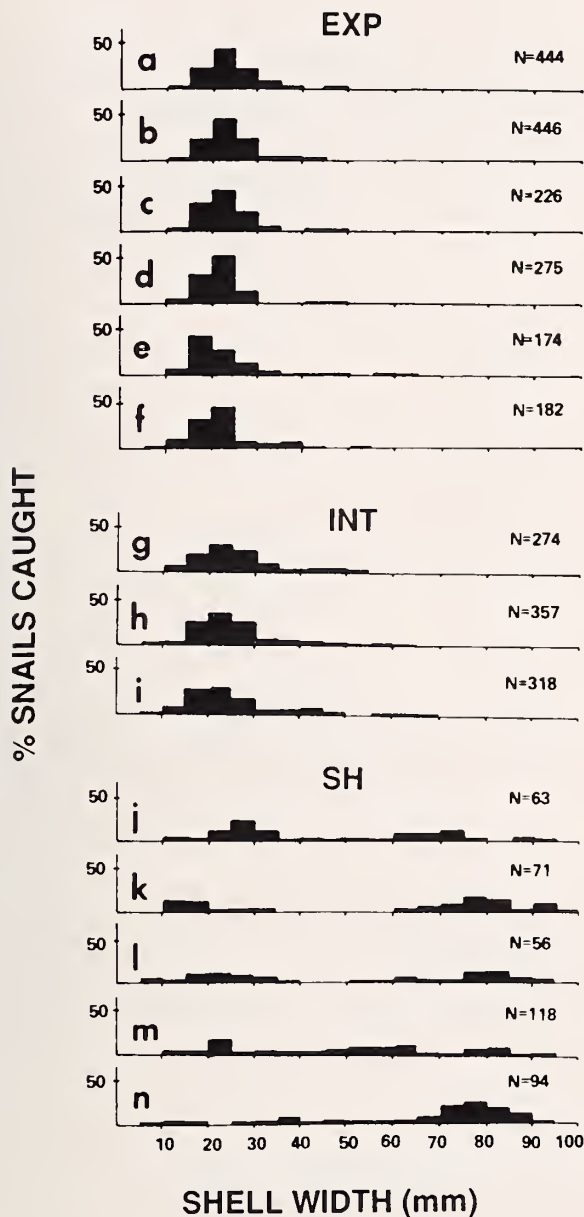 EXP
50 a N=444
50 b N=446
50 c N=226
50 d N=275
50 e N=174
50 f N=182
INT
50 g N=274
50 h N=357
50 i N=318
SH
50 j N=63
50 k N=71
50 l N=56
50 m N=118
50 n N=94
10 20 30 40 50 60 70 80 90 100
SHELL WIDTH (mm)
% SNAILS CAUGHT